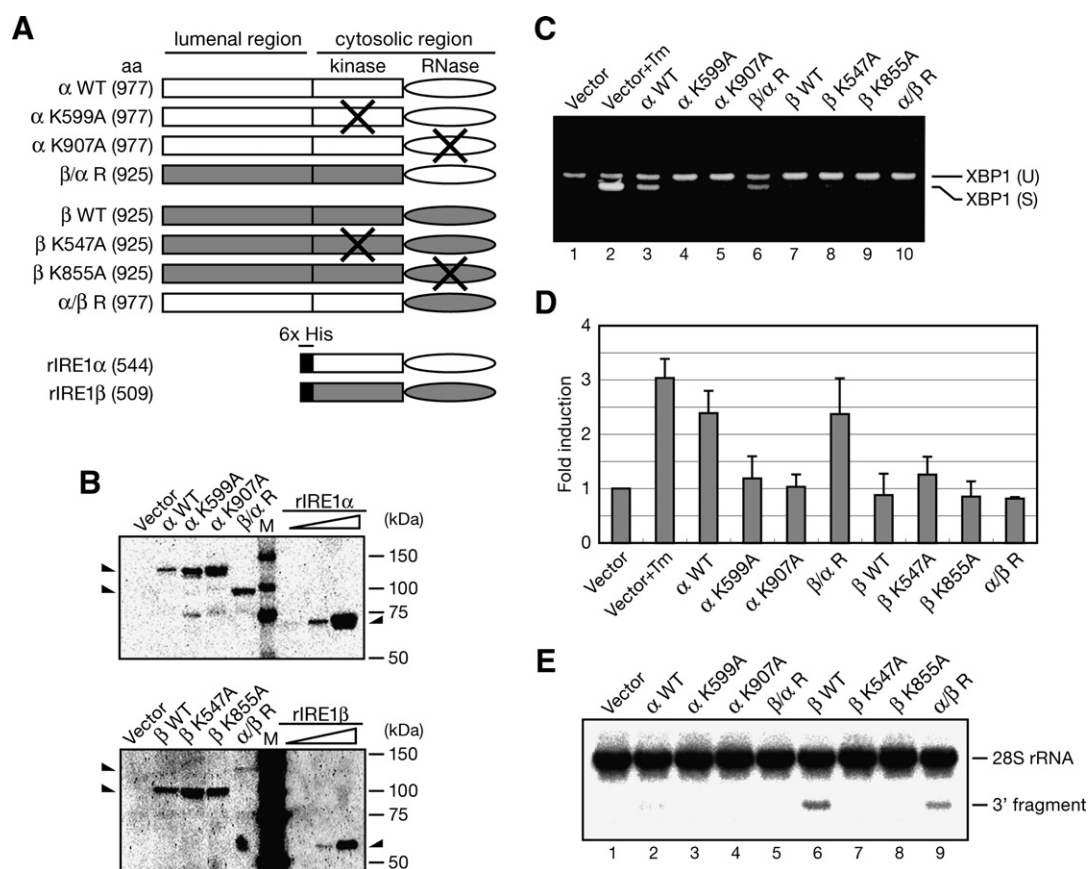 A
lumenal region cytosolic region
aa kinase RNase
α WT (977)
α K599A (977)
α K907A (977)
β/α R (925)
β WT (925)
β K547A (925)
β K855A (925)
α/β R (977)
6x His
rIRE1α (544)
rIRE1β (509)
B
Vector
α WT
α K599A
α K907A
β/α R
M
rIRE1α
(kDa)
150
100
75
50
Vector
β WT
β K547A
β K855A
α/β R
M
rIRE1β
(kDa)
150
100
75
50
C
Vector
Vector+Tm
α WT
α K599A
α K907A
β/α R
β WT
β K547A
β K855A
α/β R
XBP1 (U)
XBP1 (S)
1 2 3 4 5 6 7 8 9 10
D
Fold induction
4
3
2
1
0
Vector
Vector+Tm
α WT
α K599A
α K907A
β/α R
β WT
β K547A
β K855A
α/β R
E
Vector
α WT
α K599A
α K907A
β/α R
β WT
β K547A
β K855A
α/β R
28S rRNA
3' fragment
1 2 3 4 5 6 7 8 9